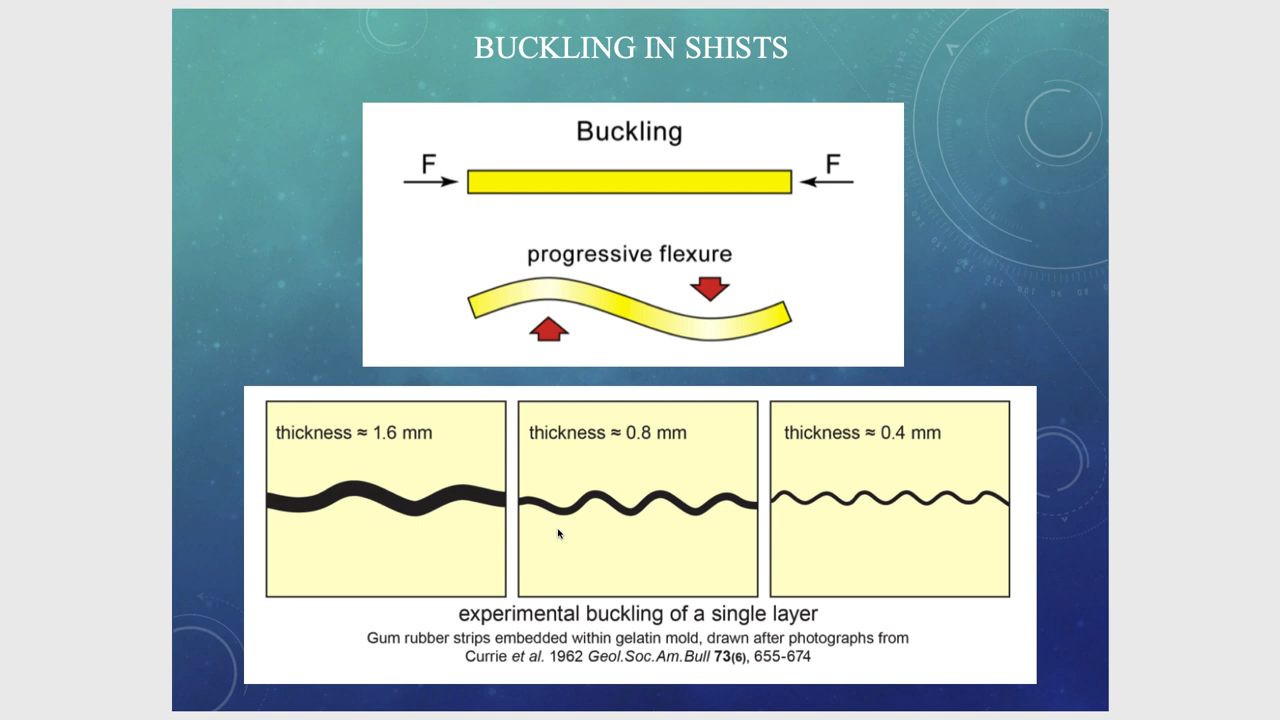 BUCKLING IN SHISTS
Buckling
F F
progressive flexure
thickness ≈ 1.6 mm
thickness ≈ 0.8 mm
thickness ≈ 0.4 mm
experimental buckling of a single layer
Gum rubber strips embedded within gelatin mold, drawn after photographs from
Currie et al. 1962 Geol.Soc.Am.Bull 73(6), 655-674